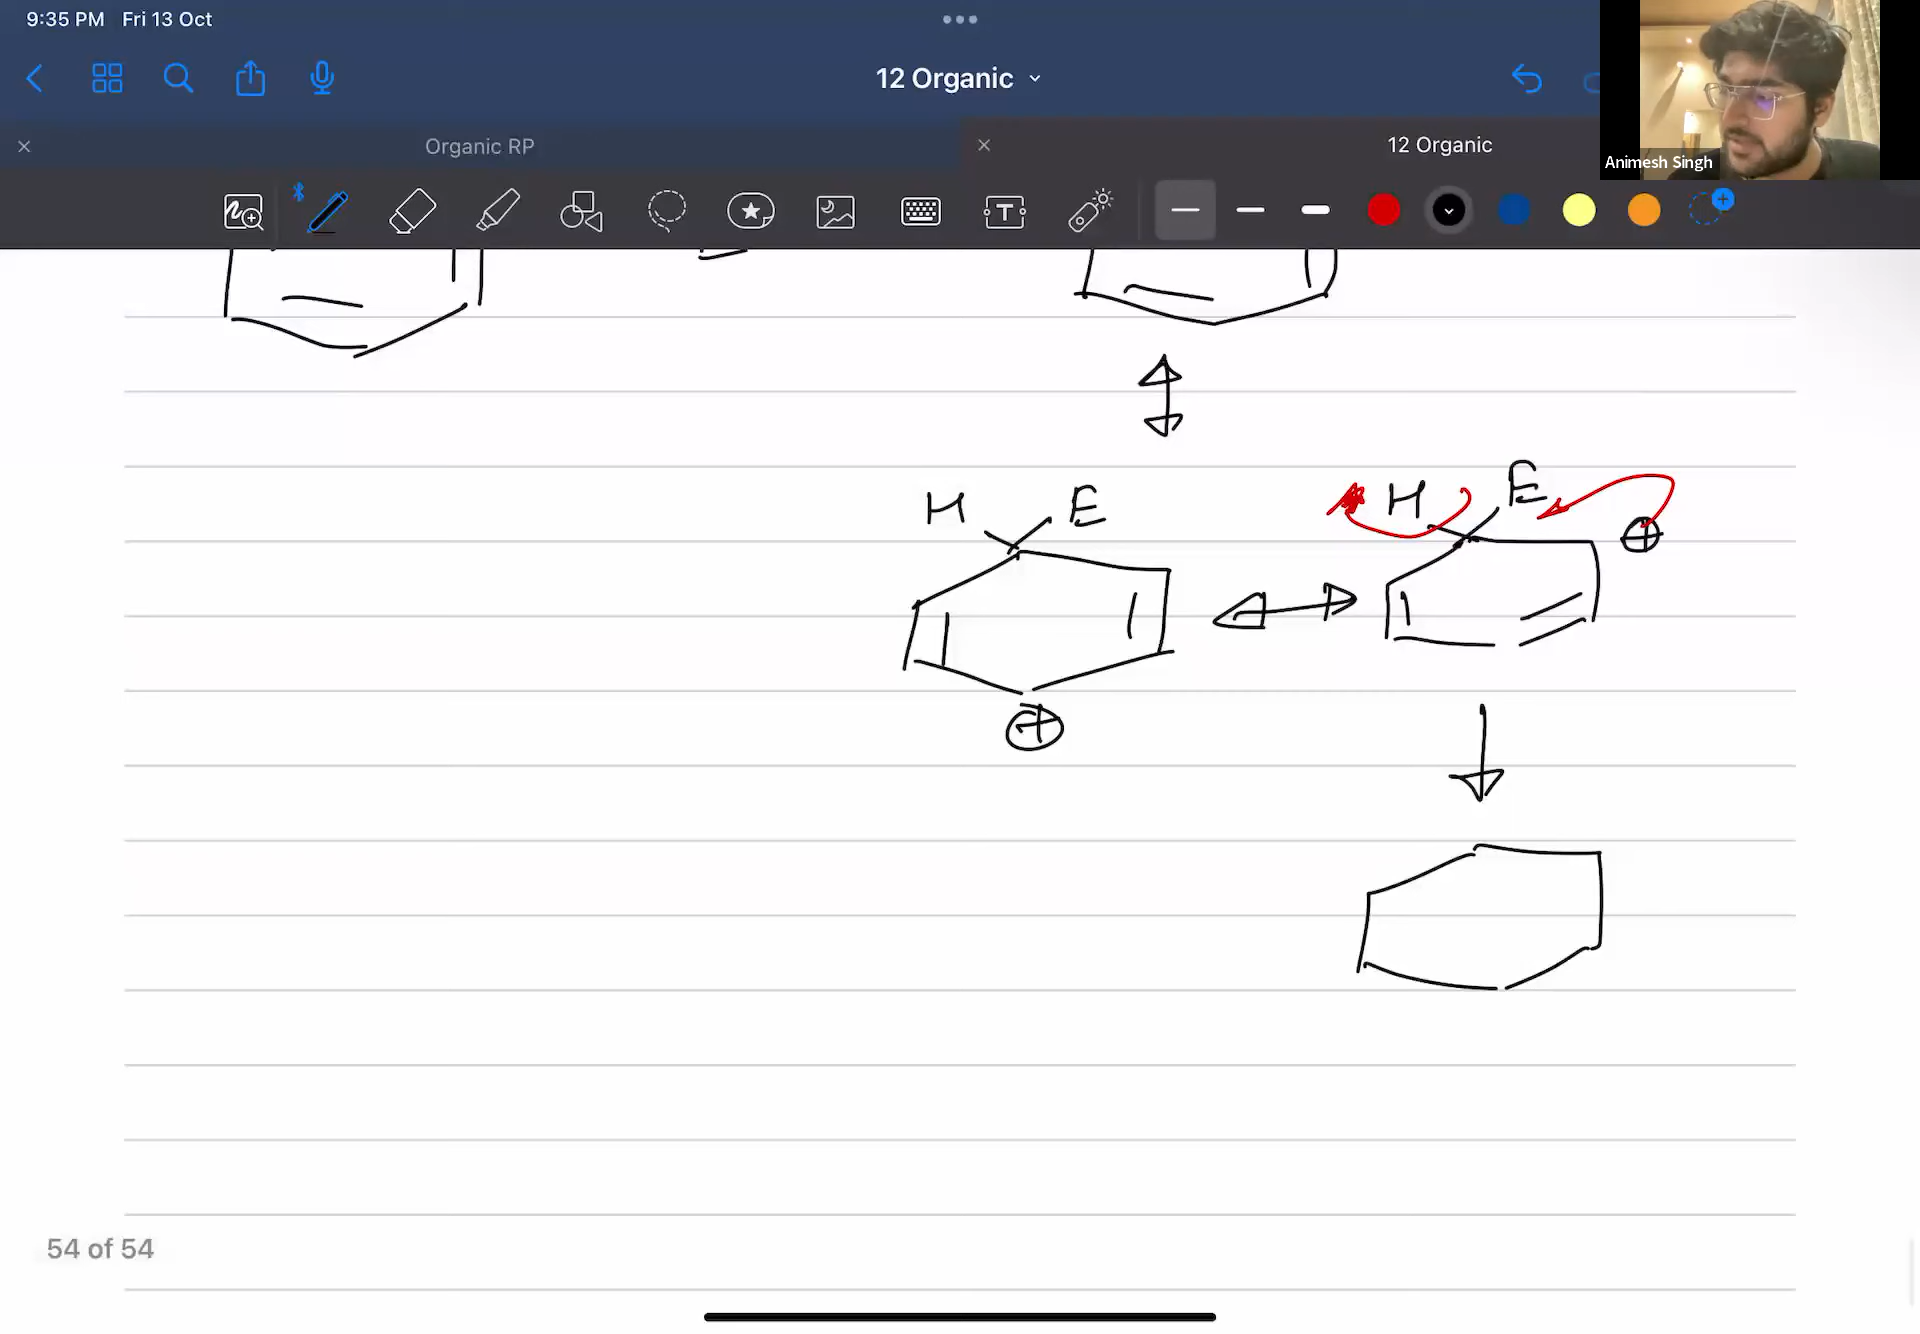 9:35 PM Fri 13 Oct
12 Organic
Organic RP
12 Organic
Animesh Singh
T
H E
H E
⊕
⊕
54 of 54